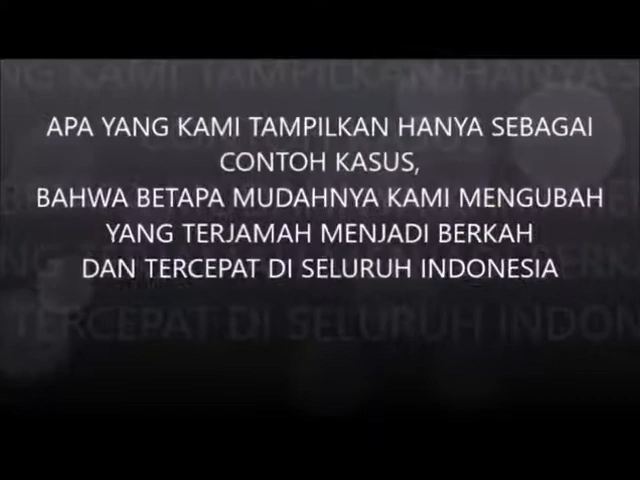 APA YANG KAMI TAMPILKAN HANYA SEBAGAI
CONTOH KASUS,
BAHWA BETAPA MUDAHNYA KAMI MENGUBAH
YANG TERJAMAH MENJADI BERKAH
DAN TERCEPAT DI SELURUH INDONESIA